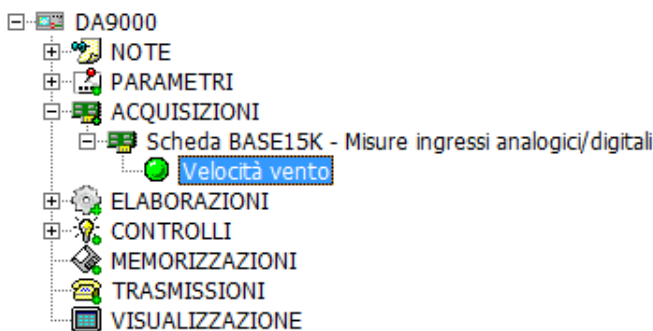 DA9000
NOTE
PARAMETRI
ACQUISIZIONI
Scheda BASE15K - Misure ingressi analogici/digitali
Velocità vento
ELABORAZIONI
CONTROLLI
MEMORIZZAZIONI
TRASMISSIONI
VISUALIZZAZIONE